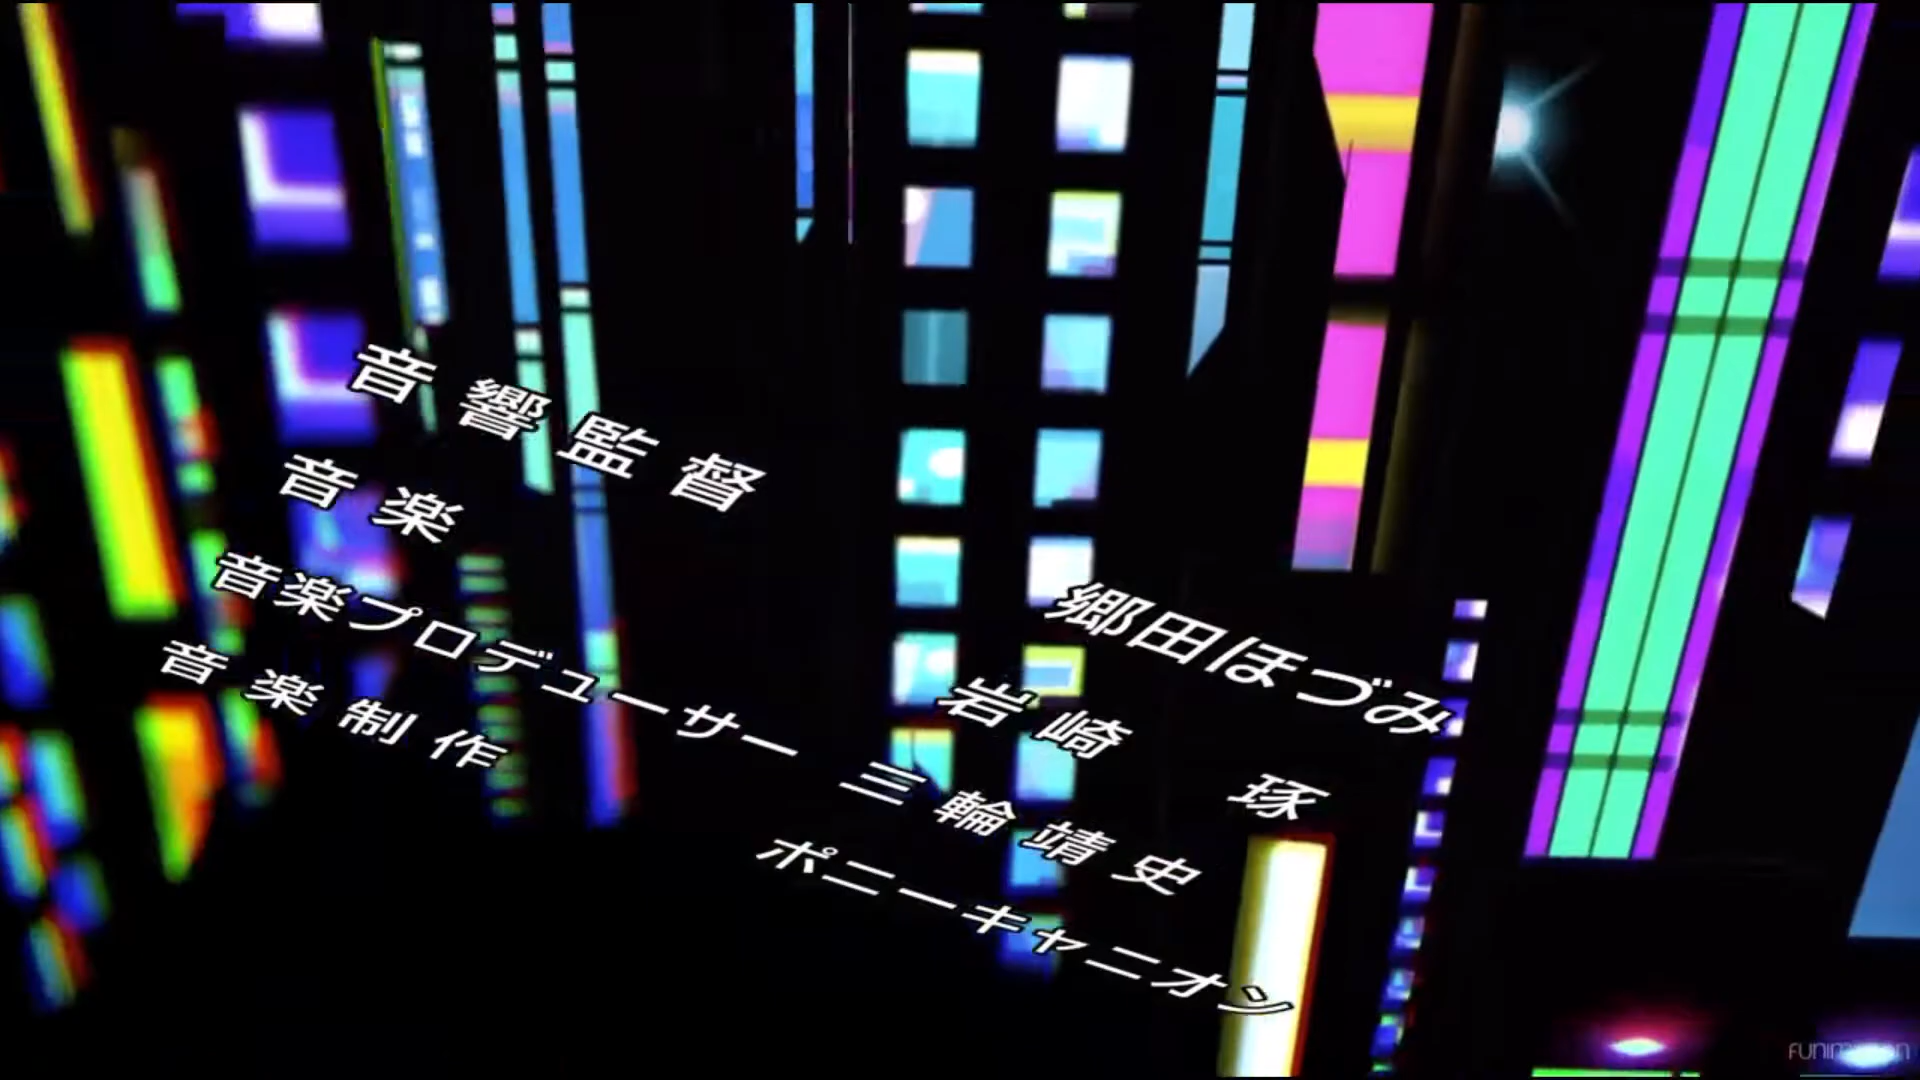 音響監督 郷田ほづみ
音楽 岩崎 琢
音楽プロデューサー 三輪靖史
音楽制作 ポニーキャニオン
FUNIMATION